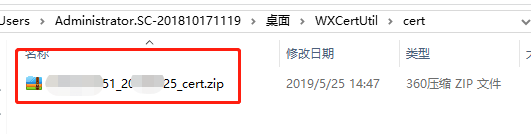 Users › Administrator.SC-201810171119 › 桌面 › WXCertUtil › cert
名称 修改日期 类型
51_20 25_cert.zip 2019/5/25 14:47 360压缩 ZIP 文件